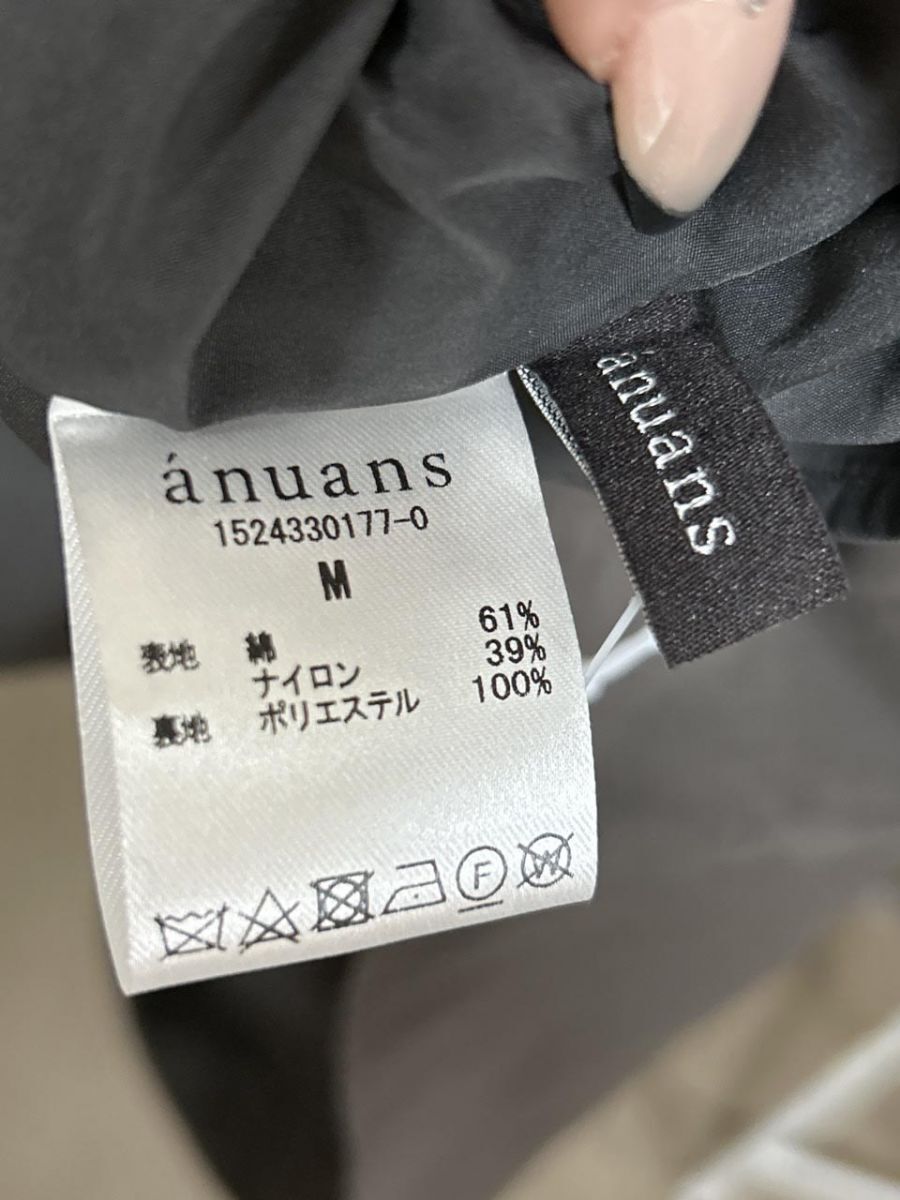 ánuans
1524330177-0
M
表地 綿 61%
ナイロン 39%
裏地 ポリエステル 100%
F
W
ánuans